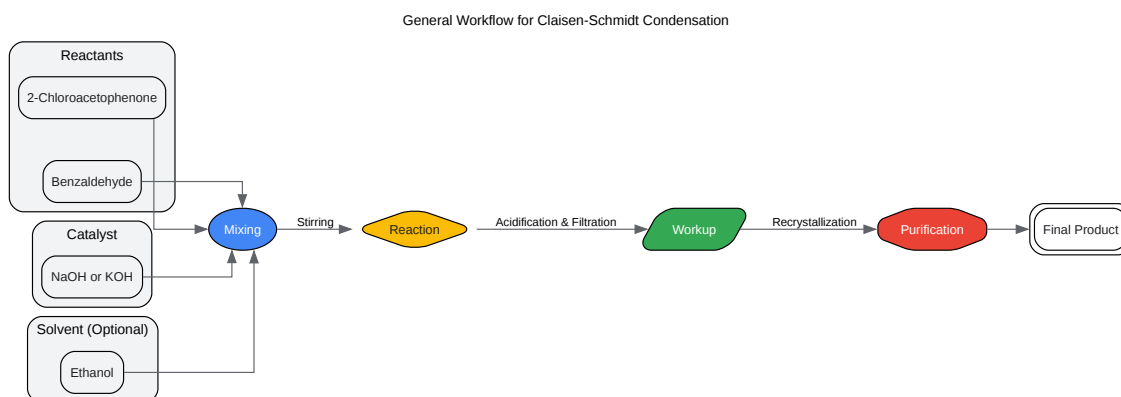 General Workflow for Claisen-Schmidt Condensation
Reactants
2-Chloroacetophenone
Benzaldehyde
Catalyst
NaOH or KOH
Solvent (Optional)
Ethanol
Mixing
Stirring
Reaction
Acidification & Filtration
Workup
Recrystallization
Purification
Final Product